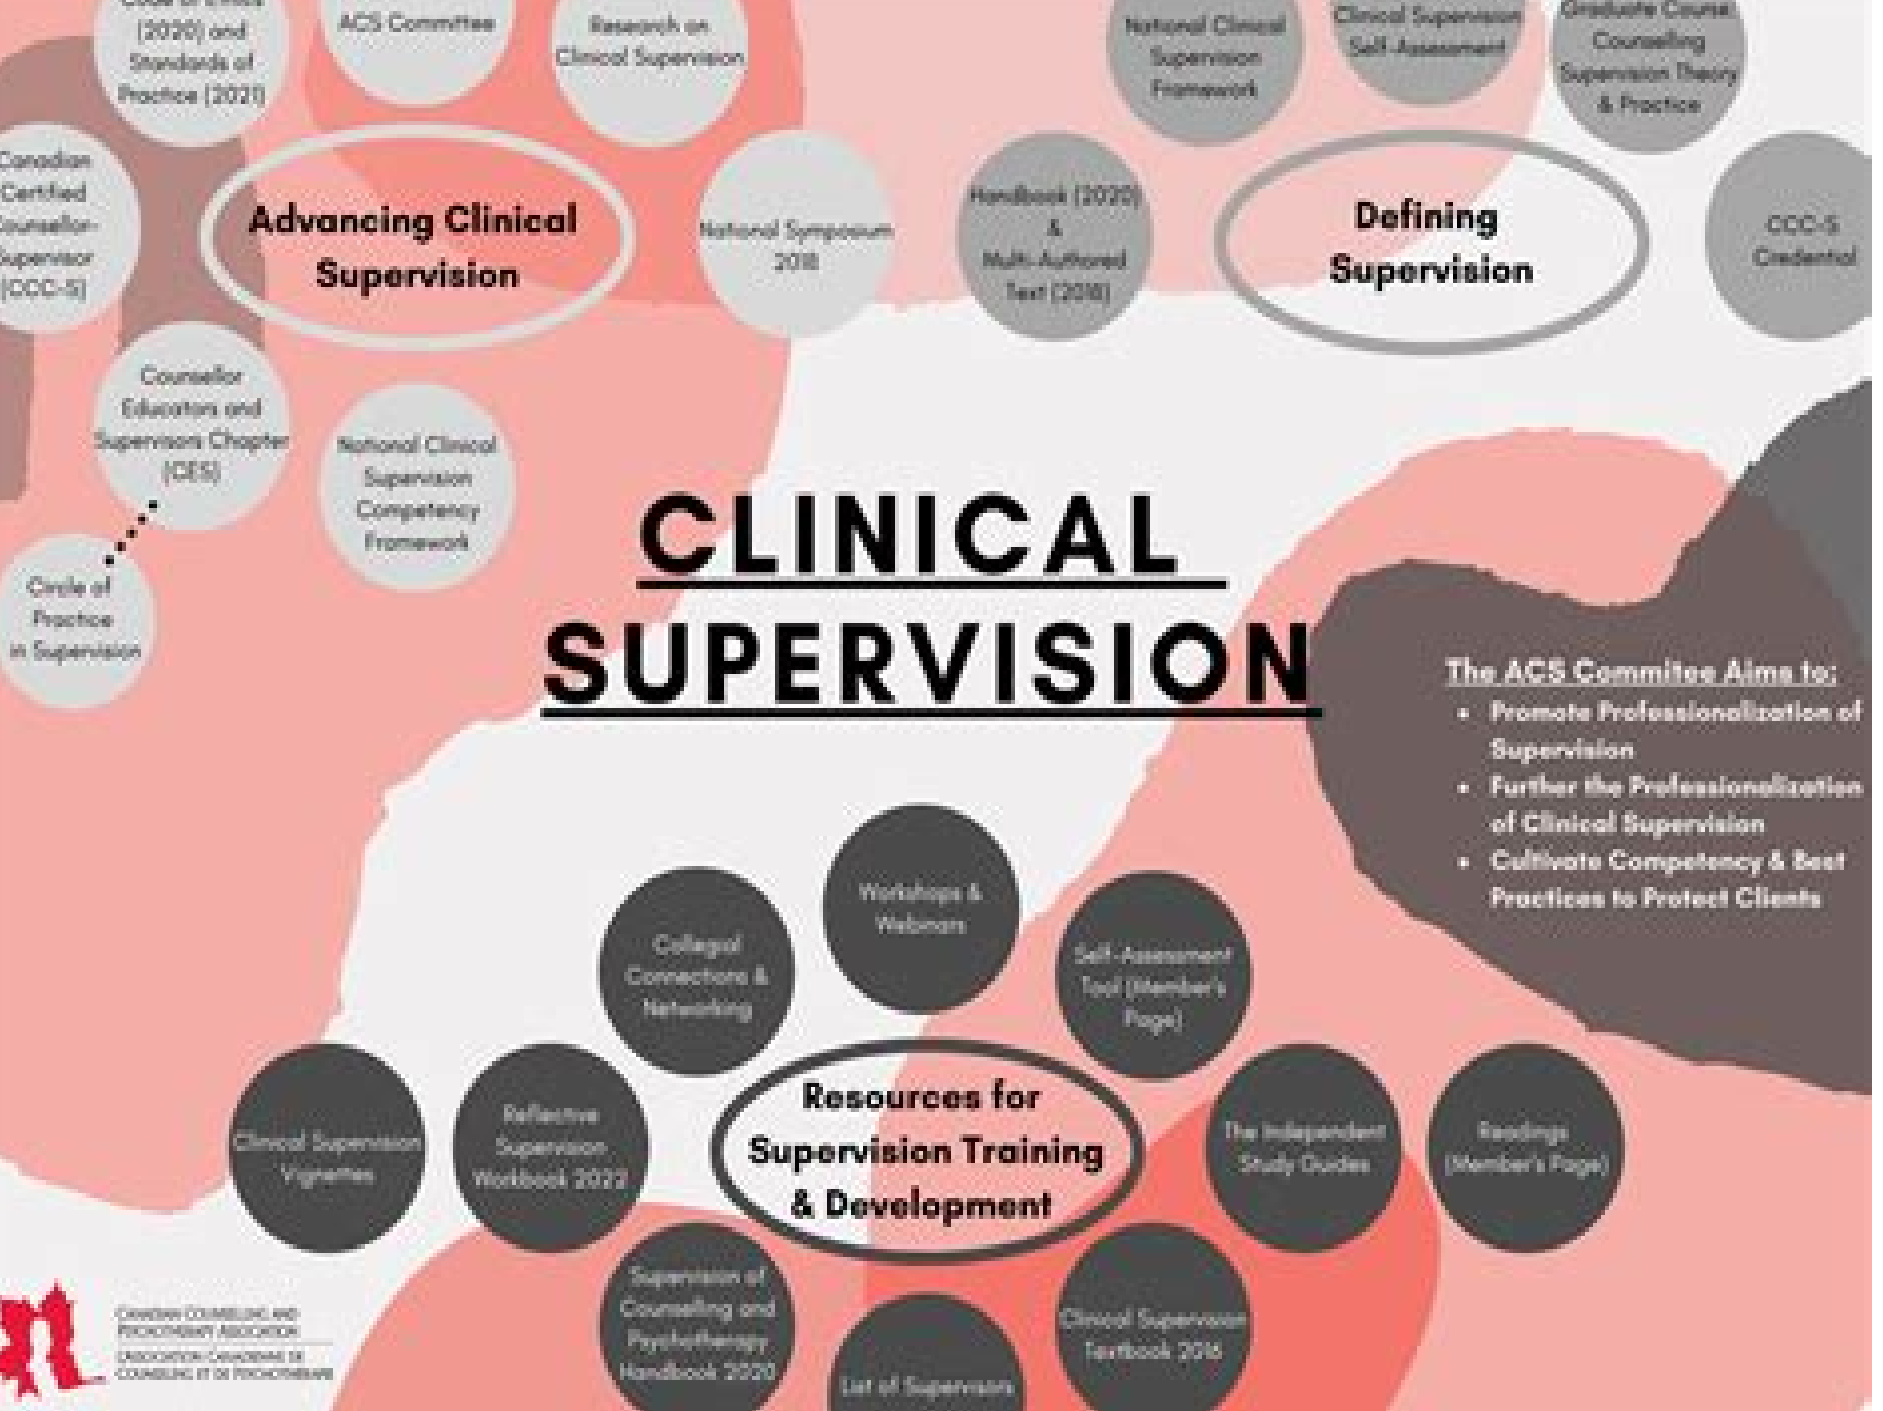 Code of Ethics
(2020) and
Standards of
Practice (2021)
ACS Committee
Research on
Clinical Supervision
National Clinical
Supervision
Framework
Clinical Supervision
Self-Assessment
Graduate Course:
Counselling
Supervision Theory
& Practice
Canadian
Certified
Counsellor-
Supervisor
(CCC-S)
Advancing Clinical
Supervision
National Symposium
2018
Handbook (2020)
&
Multi-Authored
Text (2016)
Defining
Supervision
CCC-S
Credential
Counsellor
Educators and
Supervisors Chapter
(CES)
National Clinical
Supervision
Competency
Framework
Circle of
Practice
in Supervision
CLINICAL
SUPERVISION
The ACS Commitee Aims to:
• Promote Professionalization of
Supervision
• Further the Professionalization
of Clinical Supervision
• Cultivate Competency & Best
Practices to Protect Clients
Workshops &
Webinars
Collegial
Connections &
Networking
Self-Assessment
Tool (Member's
Page)
Clinical Supervision
Vignettes
Reflective
Supervision
Workbook 2022
Resources for
Supervision Training
& Development
The Independent
Study Guides
Readings
(Member's Page)
Supervision of
Counselling and
Psychotherapy
Handbook 2020
List of Supervisors
Clinical Supervision
Textbook 2016
CANADIAN COUNSELLING AND
PSYCHOTHERAPY ASSOCIATION
L'ASSOCIATION CANADIENNE DE
COUNSELING ET DE PSYCHOTHÉRAPIE